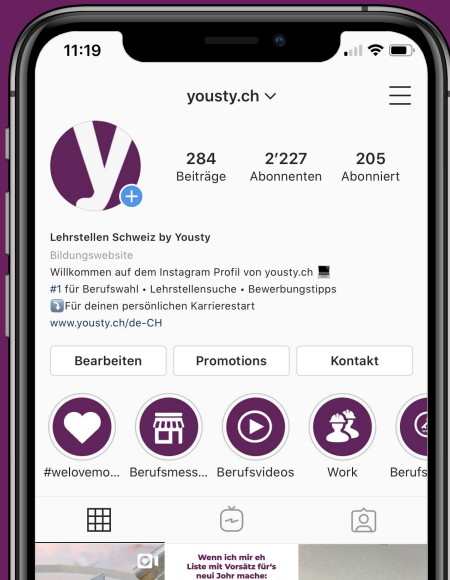 11:19
yousty.ch
y
284 2'227 205
Beiträge Abonnenten Abonniert
Lehrstellen Schweiz by Yousty
Bildungswebsite
Willkommen auf dem Instagram Profil von yousty.ch
#1 für Berufswahl • Lehrstellensuche • Bewerbungstipps
Für deinen persönlichen Karrierestart
www.yousty.ch/de-CH
Bearbeiten Promotions Kontakt
#welovemo... Berufsmess... Berufsvideos Work Berufs
Wenn ich mir eh
Liste mit Vorsätz für's
neui Johr mache: